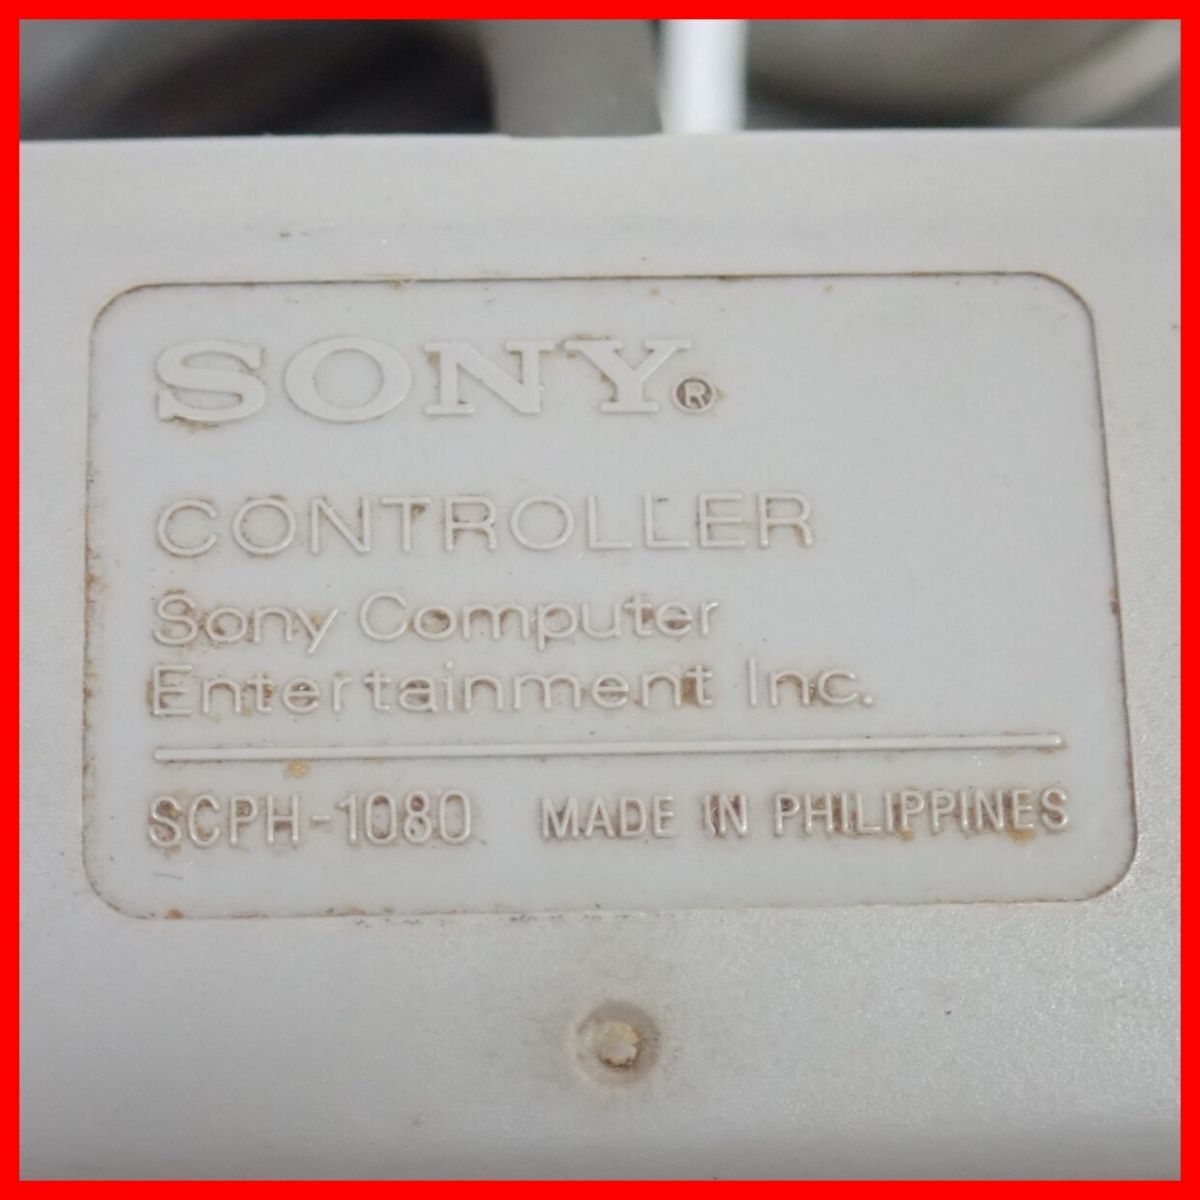 SONY®
CONTROLLER
Sony Computer
Entertainment Inc.
SCPH-1080 MADE IN PHILIPPINES